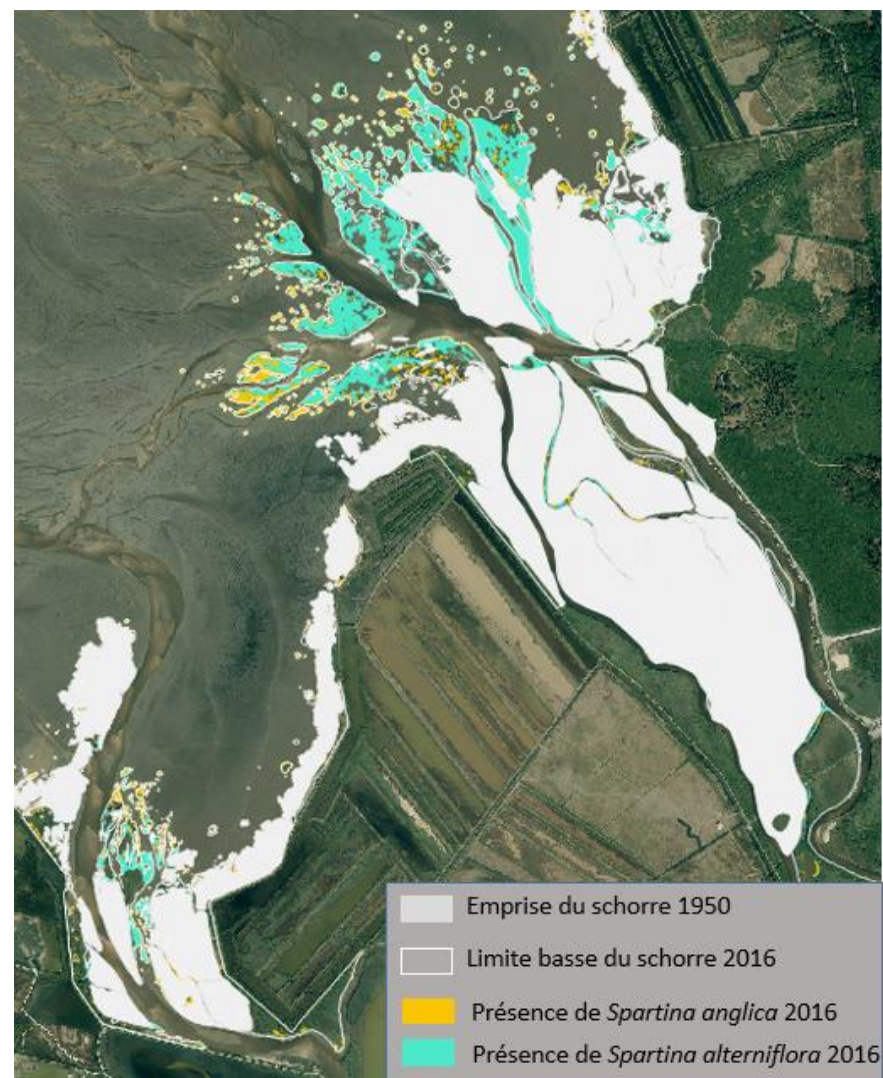 Emprise du schorre 1950
Limite basse du schorre 2016
Présence de Spartina anglica 2016
Présence de Spartina alterniflora 2016